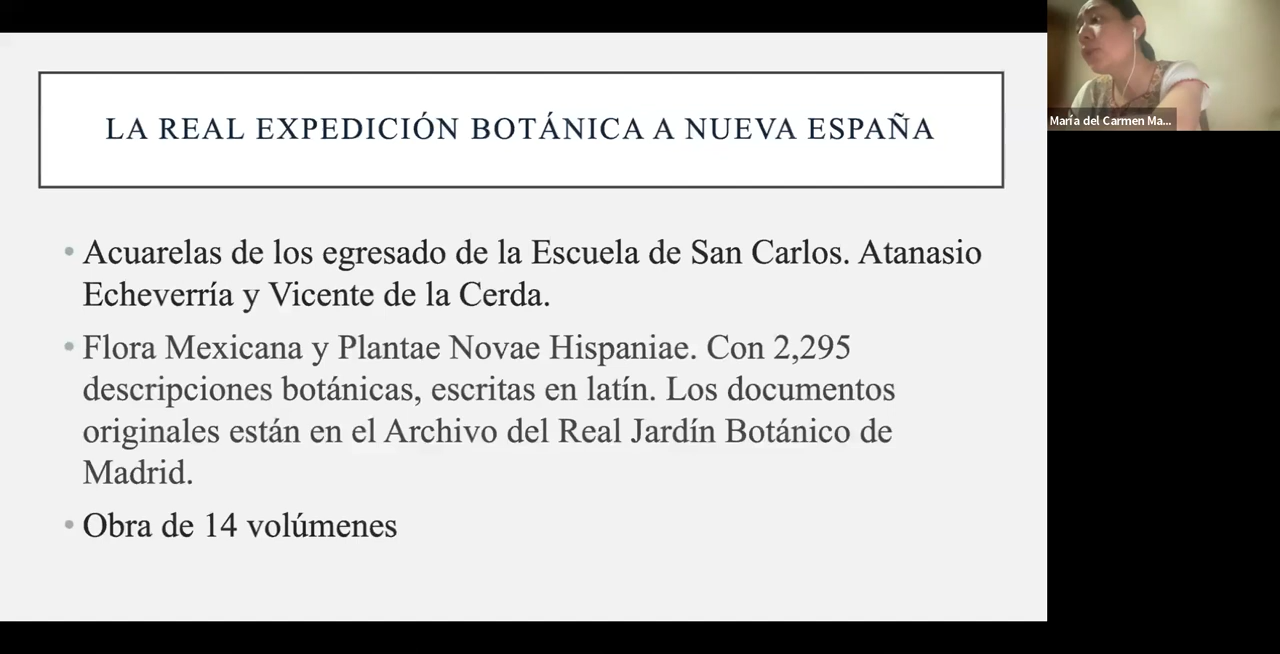 LA REAL EXPEDICIÓN BOTÁNICA A NUEVA ESPAÑA
• Acuarelas de los egresado de la Escuela de San Carlos. Atanasio
Echeverría y Vicente de la Cerda.
• Flora Mexicana y Plantae Novae Hispaniae. Con 2,295
descripciones botánicas, escritas en latín. Los documentos
originales están en el Archivo del Real Jardín Botánico de
Madrid.
• Obra de 14 volúmenes
María del Carmen Ma...